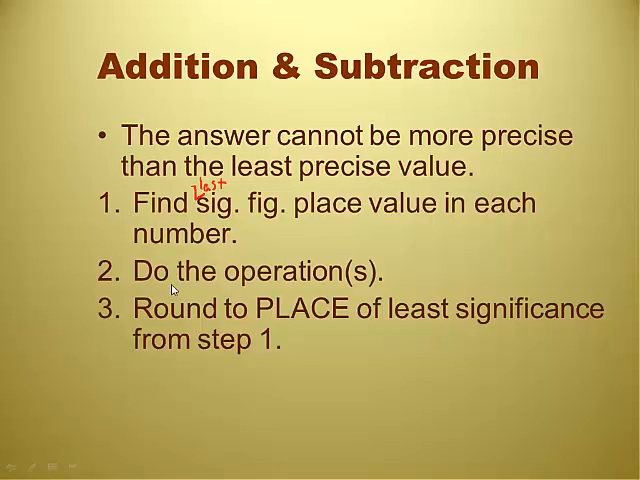 Addition & Subtraction
• The answer cannot be more precise
than the least precise value.
last
1. Find sig. fig. place value in each
number.
2. Do the operation(s).
3. Round to PLACE of least significance
from step 1.